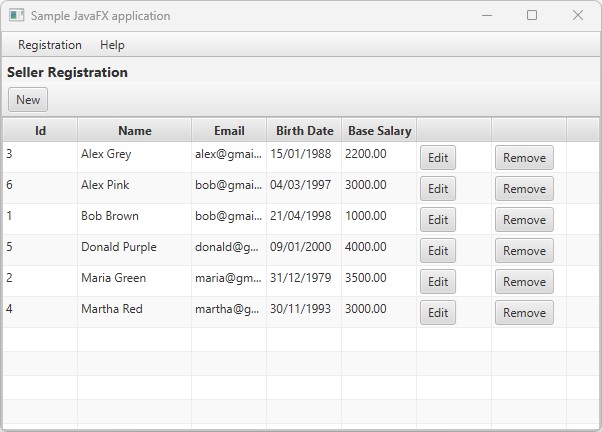 Sample JavaFX application
Registration Help
Seller Registration
New
Id Name Email Birth Date Base Salary
3 Alex Grey alex@gmai... 15/01/1988 2200.00 Edit Remove
6 Alex Pink bob@gmai... 04/03/1997 3000.00 Edit Remove
1 Bob Brown bob@gmai... 21/04/1998 1000.00 Edit Remove
5 Donald Purple donald@g... 09/01/2000 4000.00 Edit Remove
2 Maria Green maria@gm... 31/12/1979 3500.00 Edit Remove
4 Martha Red martha@g... 30/11/1993 3000.00 Edit Remove